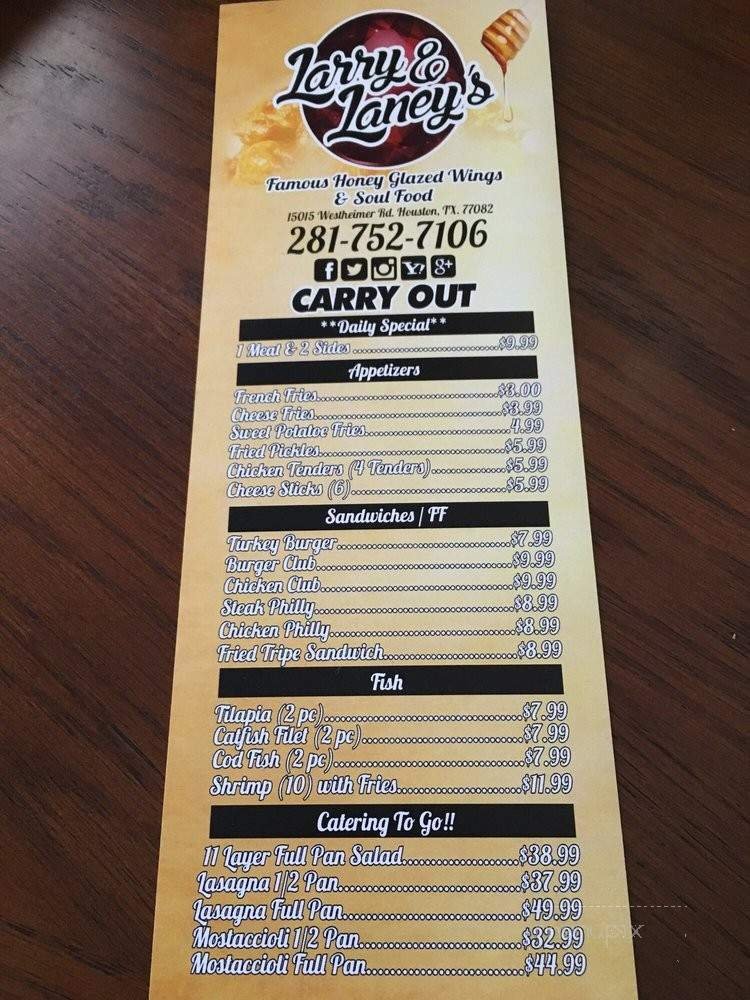 Larry &
Laney's
Famous Honey Glazed Wings
& Soul Food
15015 Westheimer Rd. Houston, TX. 77082
281-752-7106
f Y! g+
CARRY OUT
**Daily Special**
1 Meat & 2 Sides....................$9.99
Appetizers
French Fries....................$3.00
Cheese Fries....................$3.99
Sweet Potatoe Fries....................4.99
Fried Pickles....................$5.99
Chicken Tenders (4 Tenders)....................$5.99
Cheese Sticks (6)....................$5.99
Sandwiches / FF
Turkey Burger....................$7.99
Burger Club....................$9.99
Chicken Club....................$9.99
Steak Philly....................$8.99
Chicken Philly....................$8.99
Fried Tripe Sandwich....................$8.99
Fish
Tilapia (2 pc)....................$7.99
Catfish Filet (2 pc)....................$7.99
Cod Fish (2 pc)....................$7.99
Shrimp (10) with Fries....................$11.99
Catering To Go!!
11 Layer Full Pan Salad....................$38.99
Lasagna 1/2 Pan....................$37.99
Lasagna Full Pan....................$49.99
Mostaccioli 1/2 Pan....................$32.99
Mostaccioli Full Pan....................$44.99